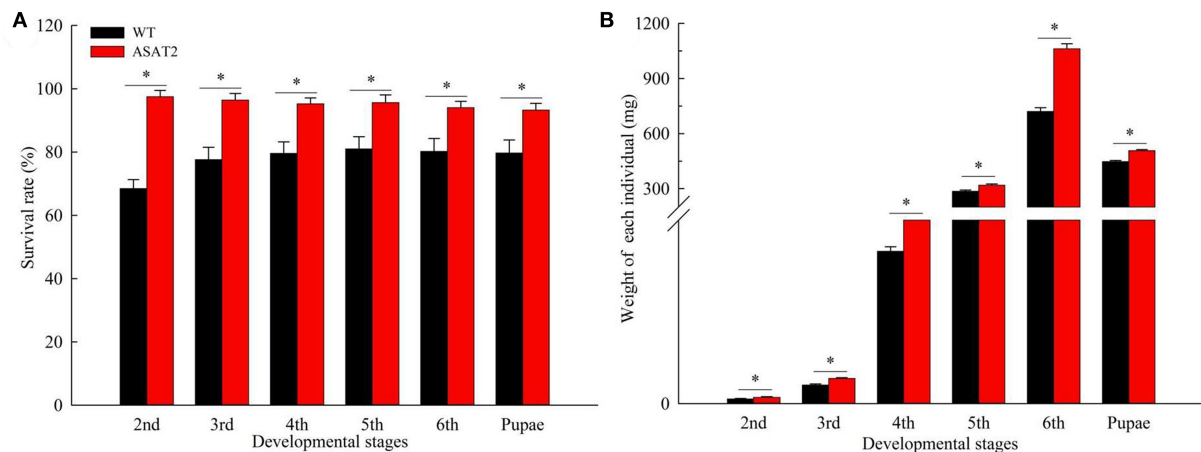 A
WT
ASAT2
120
100
80
60
40
20
0
Survival rate (%)
* * * * * *
2nd 3rd 4th 5th 6th Pupae
Developmental stages
B
1200
900
600
300
0
Weight of each individual (mg)
* * * * * *
2nd 3rd 4th 5th 6th Pupae
Developmental stages